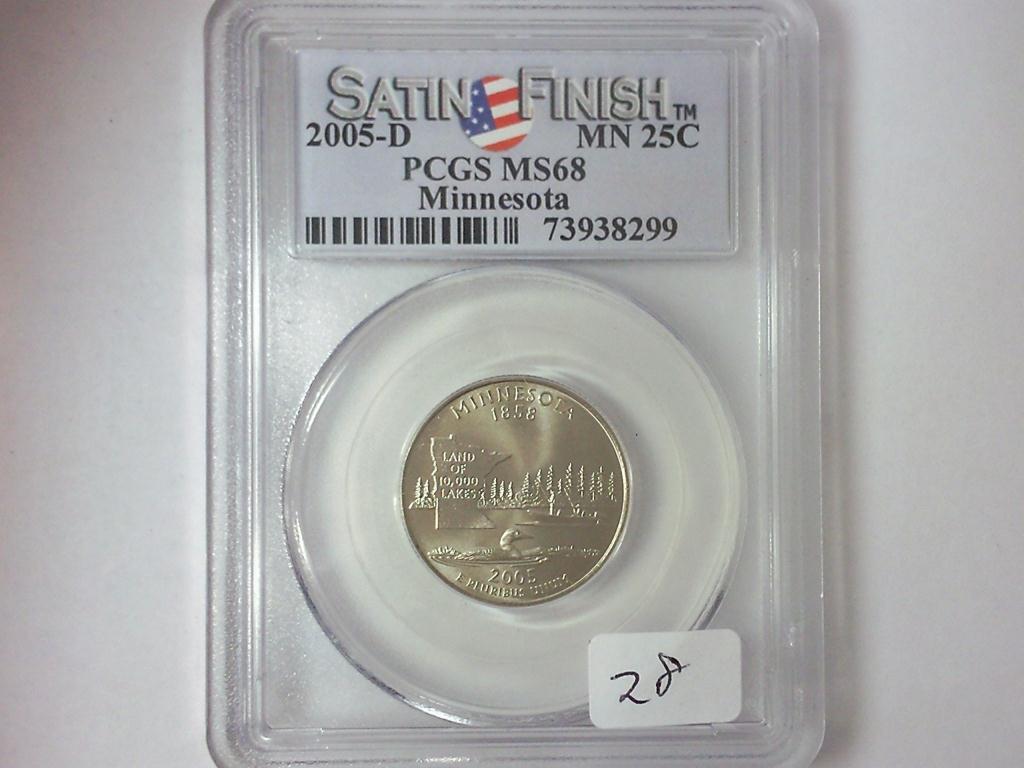 SATIN FINISH™
2005-D MN 25C
PCGS MS68
Minnesota
73938299
MINNESOTA
1858
LAND
OF
10,000
LAKES
2005
E PLURIBUS UNUM
28